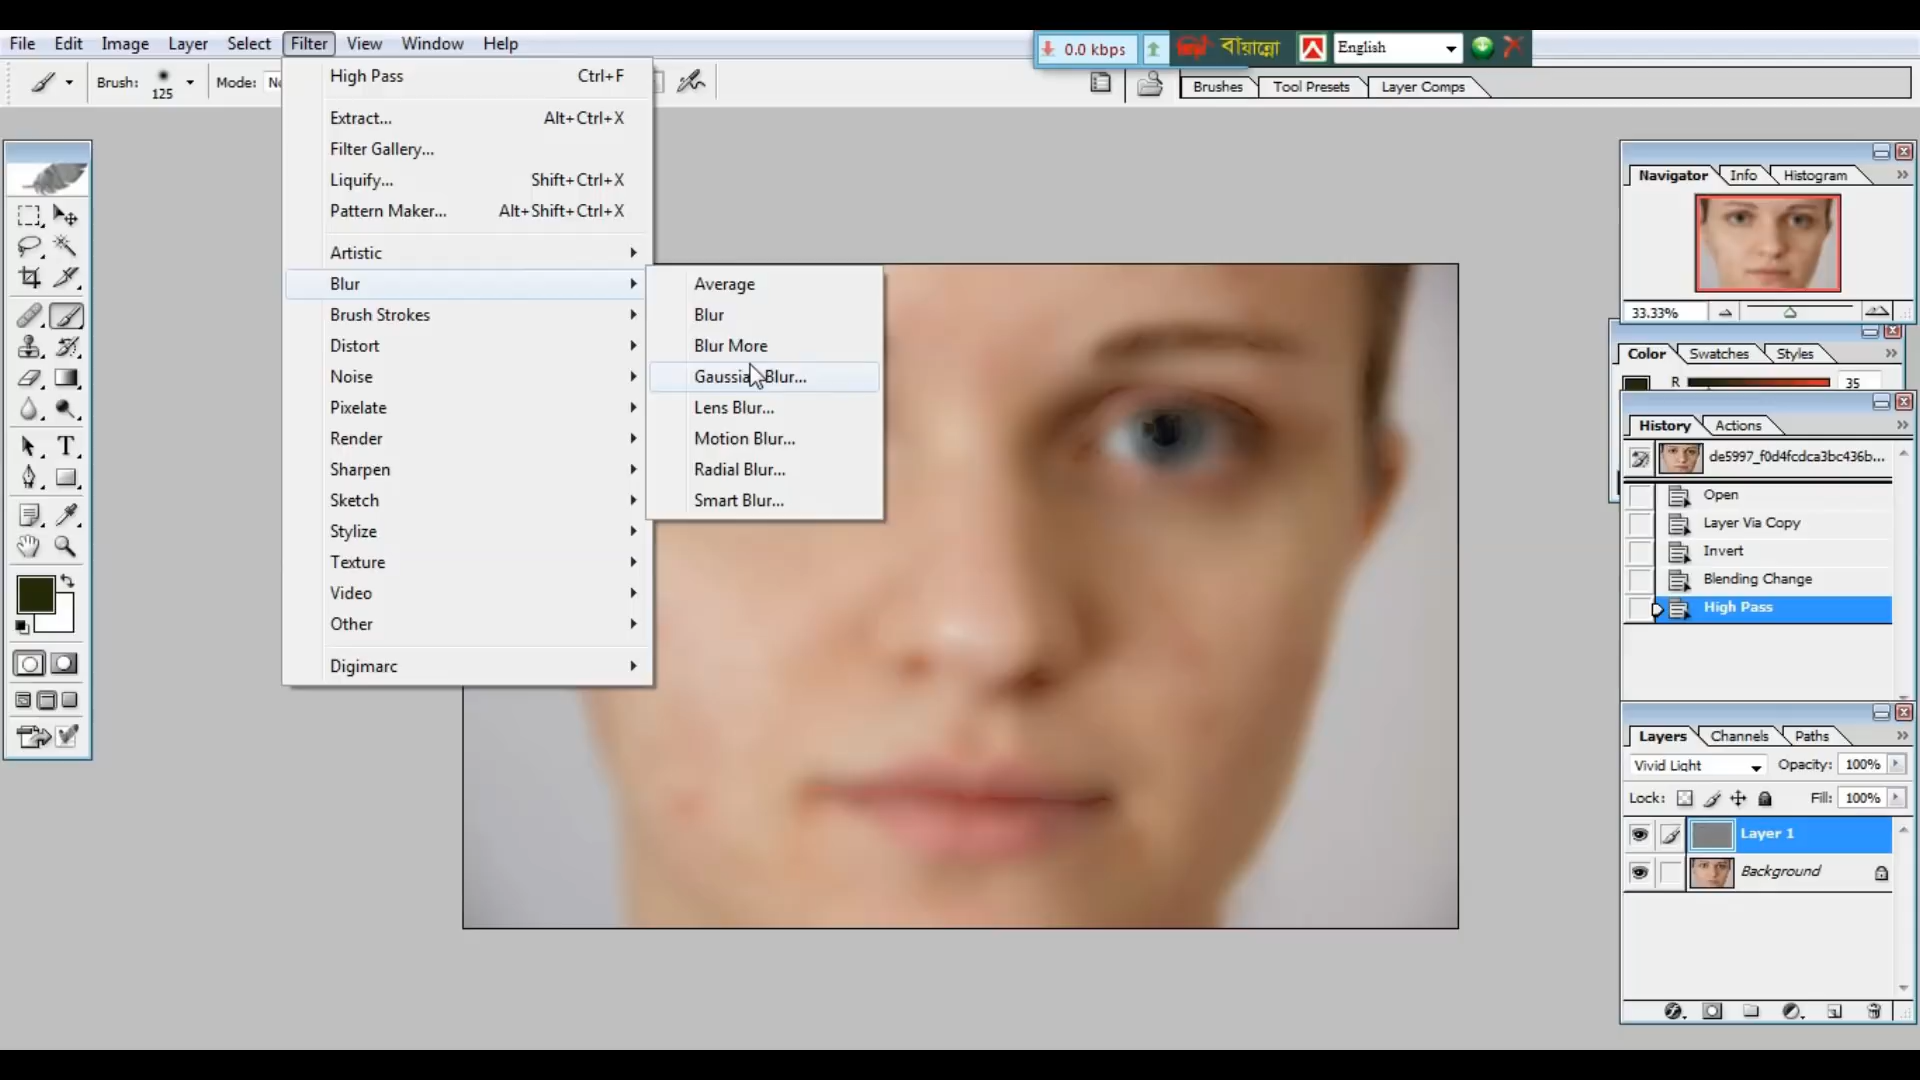 File Edit Image Layer Select Filter View Window Help
0.0 kbps বায়ান্নো English
Brush: 125 Mode:
Brushes Tool Presets Layer Comps
High Pass Ctrl+F
Extract... Alt+Ctrl+X
Filter Gallery...
Liquify... Shift+Ctrl+X
Pattern Maker... Alt+Shift+Ctrl+X
Artistic
Blur
Brush Strokes
Distort
Noise
Pixelate
Render
Sharpen
Sketch
Stylize
Texture
Video
Other
Digimarc
Average
Blur
Blur More
Gaussian Blur...
Lens Blur...
Motion Blur...
Radial Blur...
Smart Blur...
Navigator Info Histogram
33.33%
Color Swatches Styles
R 35
History Actions
de5997_f0d4fcdca3bc436b...
Open
Layer Via Copy
Invert
Blending Change
High Pass
Layers Channels Paths
Vivid Light Opacity: 100%
Lock: Fill: 100%
Layer 1
Background